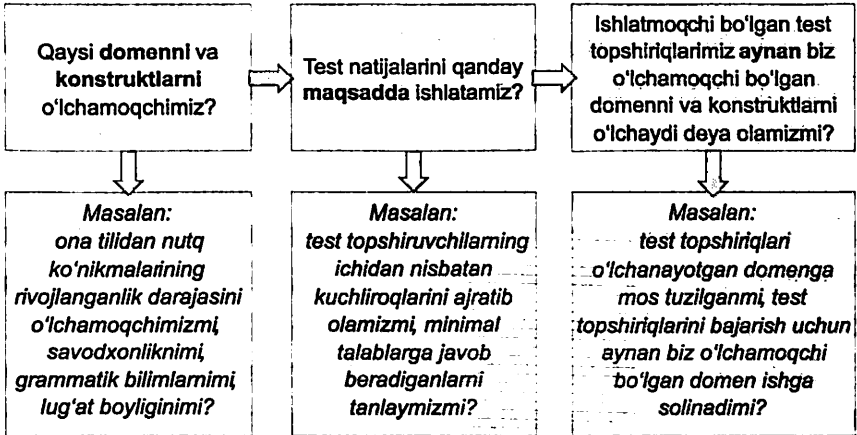 Qaysi domenni va
konstruktlarni
o‘lchamoqchimiz?
Test natijalarini qanday
maqsadda ishlatamiz?
Ishlatmoqchi bo‘lgan test
topshiriqlarimiz aynan biz
o‘lchamoqchi bo‘lgan
domenni va konstruktlarni
o‘lchaydi deya olamizmi?
Masalan:
ona tilidan nutq
ko‘nikmalarining
rivojlanganlik darajasini
o‘lchamoqchimizmi,
savodxonliknimi,
grammatik bilimlarnimi,
lug‘at boyliginimi?
Masalan:
test topshiruvchilarning
ichidan nisbatan
kuchliroqlarini ajratib
olamizmi, minimal
talablarga javob
beradiganlarni
tanlaymizmi?
Masalan:
test topshiriqlari
o‘lchanayotgan domenga
mos tuzilganmi, test
topshiriqlarini bajarish uchun
aynan biz o‘lchamoqchi
bo‘lgan domen ishga
solinadimi?